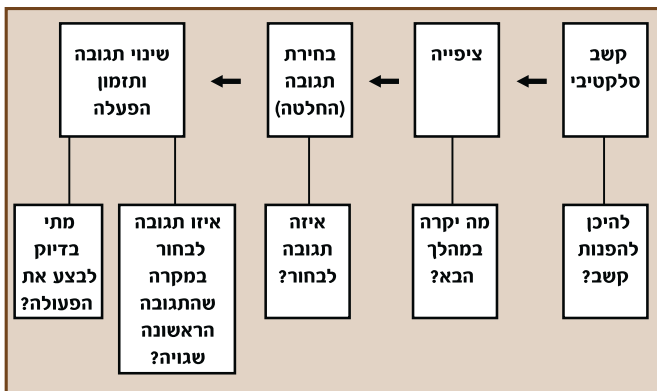 קשב
סלקטיבי
ציפייה
בחירת
תגובה
(החלטה)
שינוי תגובה
ותזמון
הפעלה
להיכן
להפנות
קשב?
מה יקרה
במהלך
הבא?
איזה
תגובה
לבחור?
איזו תגובה
לבחור
במקרה
שהתגובה
הראשונה
שגויה?
מתי
בדיוק
לבצע את
הפעולה?